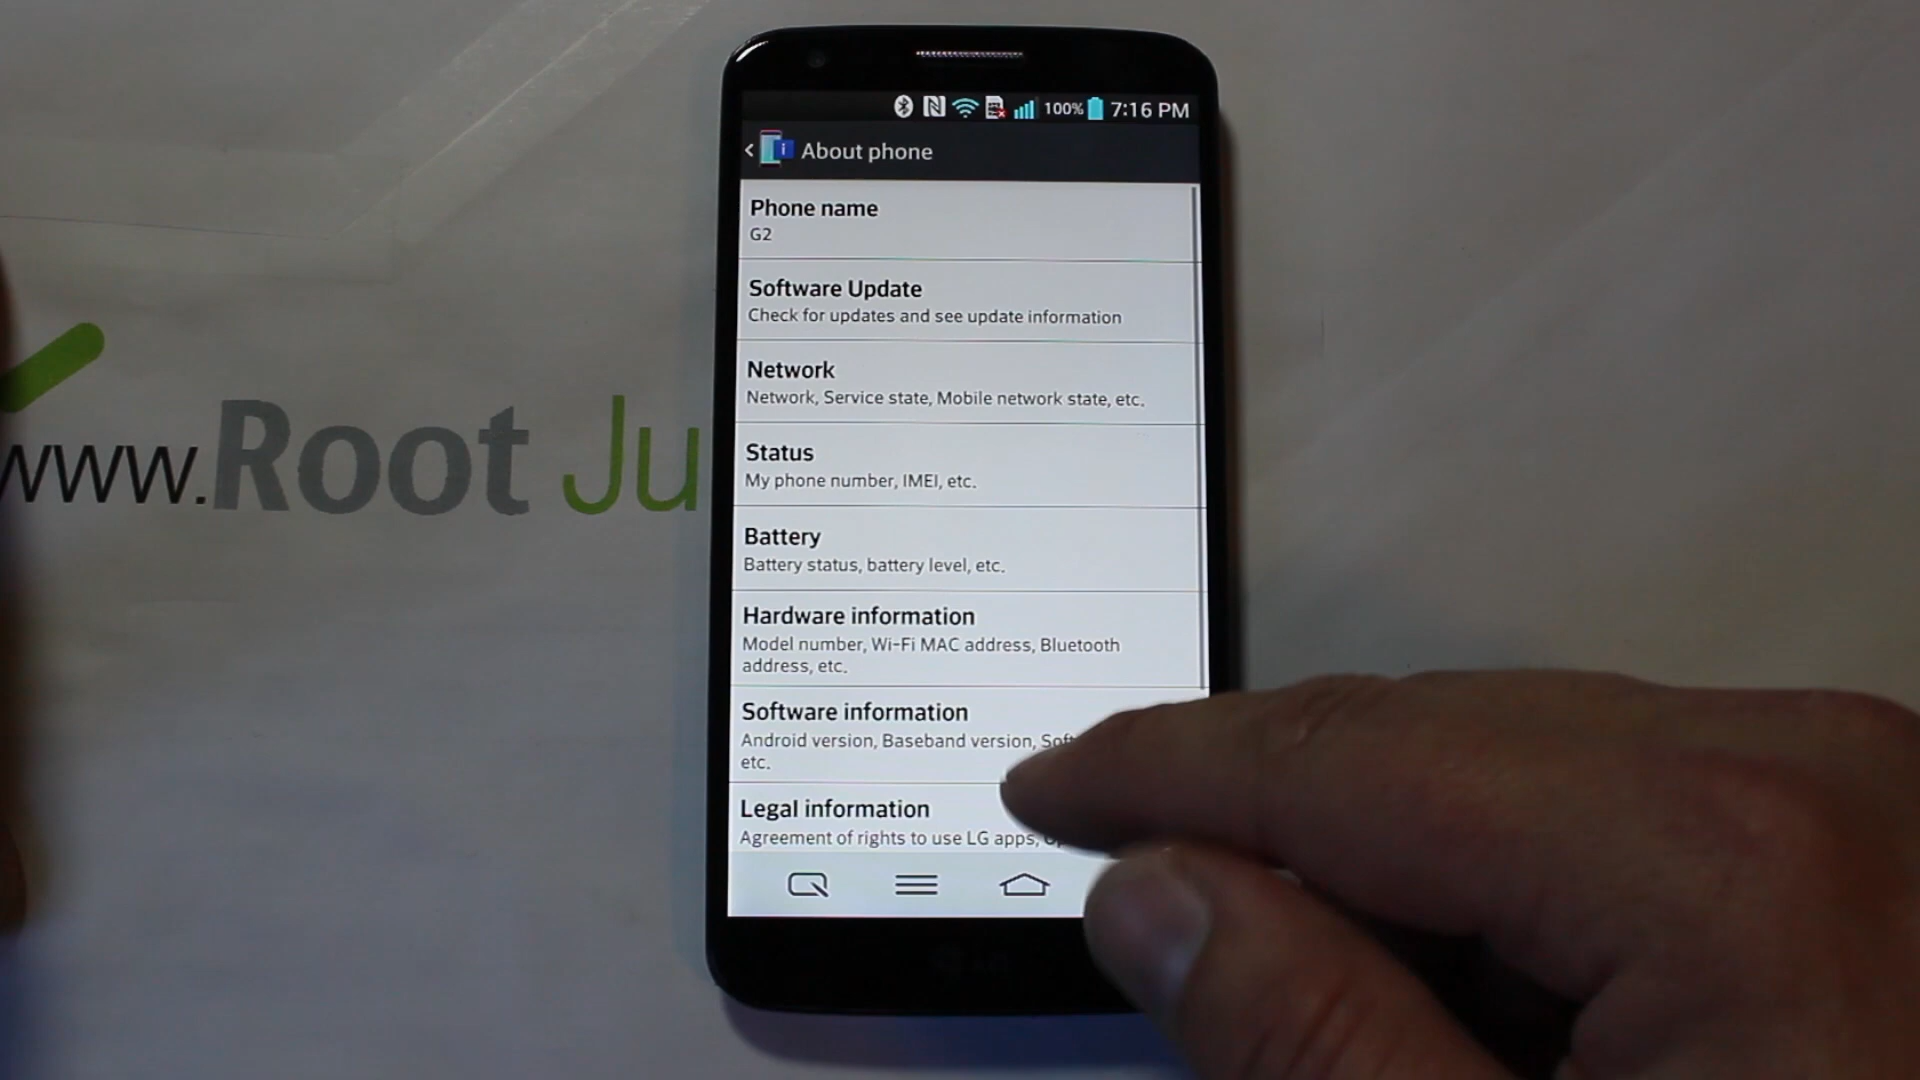 100% 7:16 PM
About phone
Phone name
G2
Software Update
Check for updates and see update information
Network
Network, Service state, Mobile network state, etc.
Status
My phone number, IMEI, etc.
Battery
Battery status, battery level, etc.
Hardware information
Model number, Wi-Fi MAC address, Bluetooth
address, etc.
Software information
Android version, Baseband version,
etc.
Legal information
Agreement of rights to use LG apps,
www.Root Ju